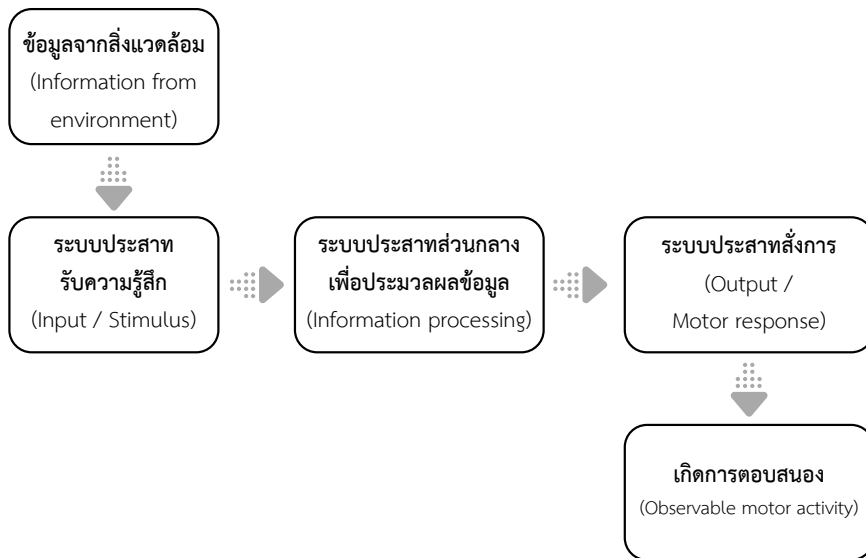 ข้อมูลจากสิ่งแวดล้อม
(Information from
environment)
ระบบประสาท
รับความรู้สึก
(Input / Stimulus)
ระบบประสาทส่วนกลาง
เพื่อประมวลผลข้อมูล
(Information processing)
ระบบประสาทสั่งการ
(Output /
Motor response)
เกิดการตอบสนอง
(Observable motor activity)